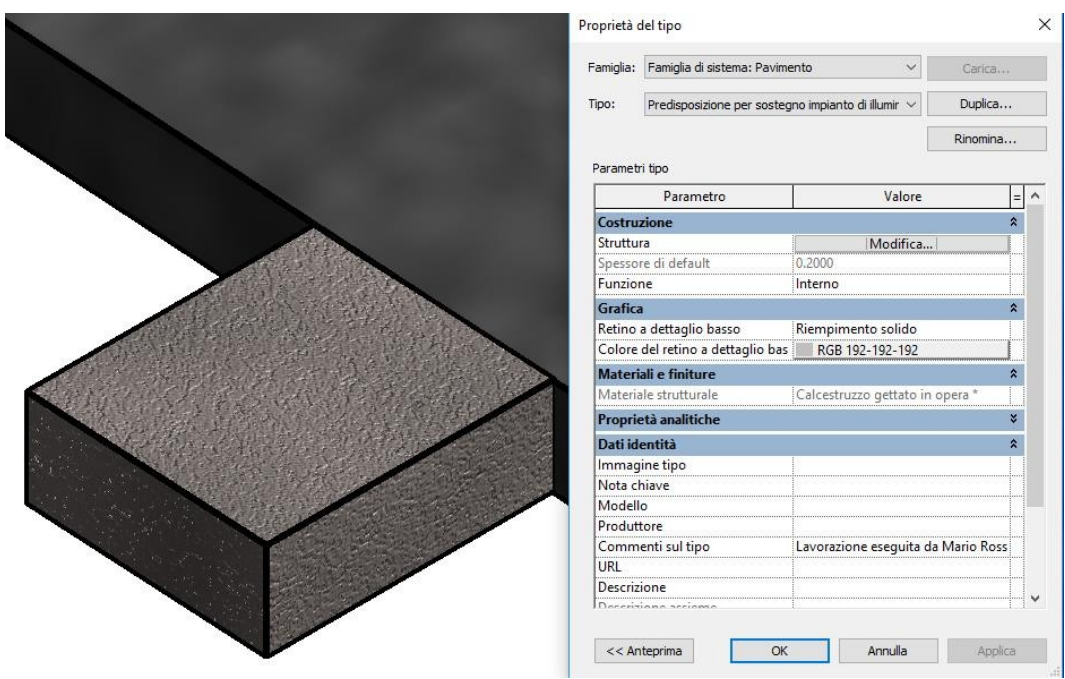 Proprietà del tipo
Famiglia: Famiglia di sistema: Pavimento Carica...
Tipo: Predisposizione per sostegno impianto di illumir Duplica...
Rinomina...
Parametri tipo
Parametro Valore =
Costruzione
Struttura Modifica...
Spessore di default 0.2000
Funzione Interno
Grafica
Retino a dettaglio basso Riempimento solido
Colore del retino a dettaglio bas RGB 192-192-192
Materiali e finiture
Materiale strutturale Calcestruzzo gettato in opera *
Proprietà analitiche
Dati identità
Immagine tipo
Nota chiave
Modello
Produttore
Commenti sul tipo Lavorazione eseguita da Mario Ross
URL
Descrizione
Descrizione assieme
<< Anteprima OK Annulla Applica